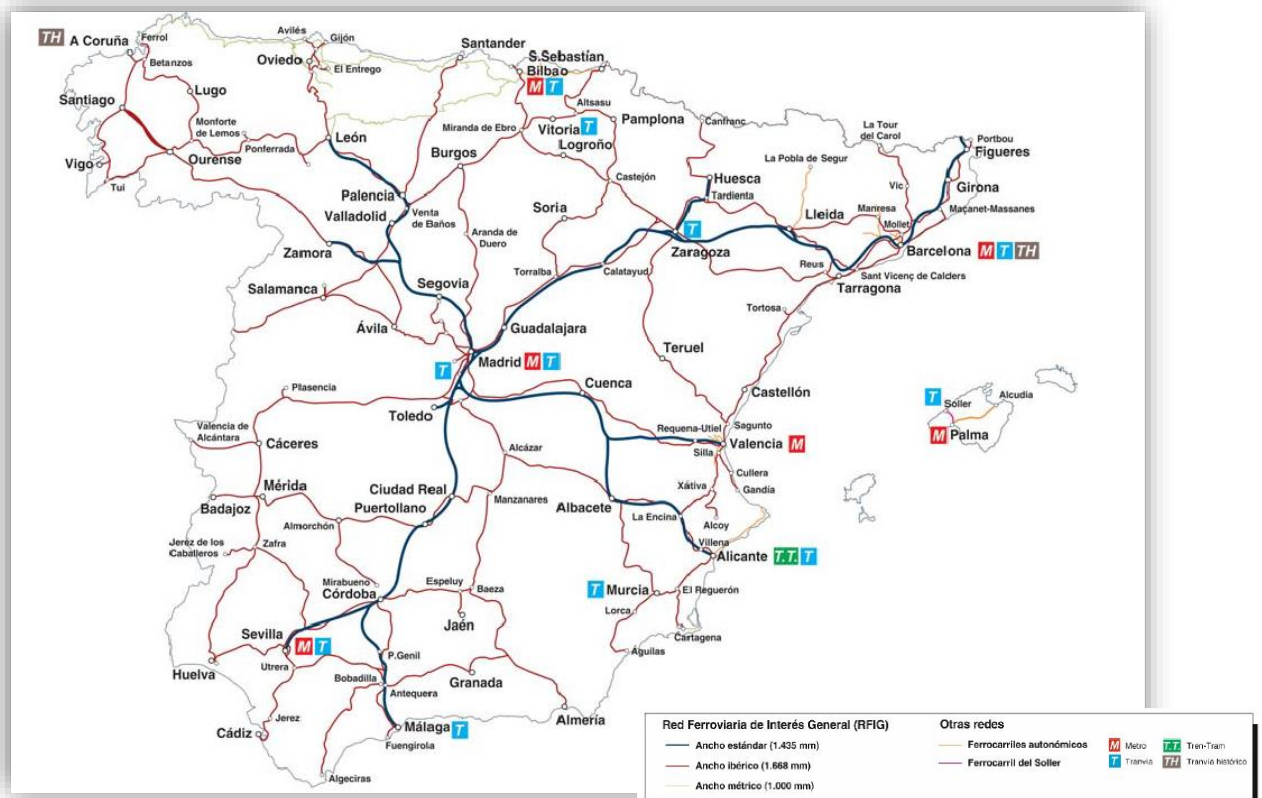 TH
A Coruña
Ferrol
Betanzos
Avilés
Gijón
Oviedo
El Entrego
Santander
S.Sebastián
Bilbao
M T
Altsasu
Santiago
Lugo
Monforte
de Lemos
Ponferrada
León
Miranda de Ebro
Vitoria T
Logroño
Pamplona
Canfranc
La Tour
del Carol
Portbou
Figueres
Vigo
Tui
Ourense
Burgos
Castejón
Huesca
Tardienta
La Pobla de Segur
Vic
Girona
Palencia
Valladolid
Venta
de Baños
Soria
Aranda de
Duero
Lleida
Manresa
Mollet
Maçanet-Massanes
Zamora
T
Zaragoza
Barcelona M T TH
Torralba
Calatayud
Reus
Sant Vicenç de Calders
Tarragona
Salamanca
Segovia
Tortosa
Ávila
Guadalajara
Teruel
T
Madrid M T
Cuenca
Castellón
Plasencia
Toledo
Requena-Utiel
Sagunto
Valencia M
Silla
T
Soller
Alcudia
M Palma
Valencia de
Alcántara
Cáceres
Alcázar
Cullera
Xátiva
Gandía
Mérida
Badajoz
Ciudad Real
Puertollano
Manzanares
Albacete
La Encina
Alcoy
Almorchón
Villena
Alicante T.T. T
Jerez de los
Caballeros
Zafra
Mirabueno
Córdoba
Espeluy
Baeza
T Murcia
El Reguerón
Lorca
Jaén
Cartagena
Sevilla
M T
Águilas
Utrera
P.Genil
Huelva
Bobadilla
Granada
Antequera
Jerez
Cádiz
Málaga T
Fuengirola
Almería
Algeciras
Red Ferroviaria de Interés General (RFIG)
Ancho estándar (1.435 mm)
Ancho ibérico (1.668 mm)
Ancho métrico (1.000 mm)
Otras redes
Ferrocarriles autonómicos
Ferrocarril del Soller
M Metro
T.T. Tren-Tram
T Tranvia
TH Tranvia histórico